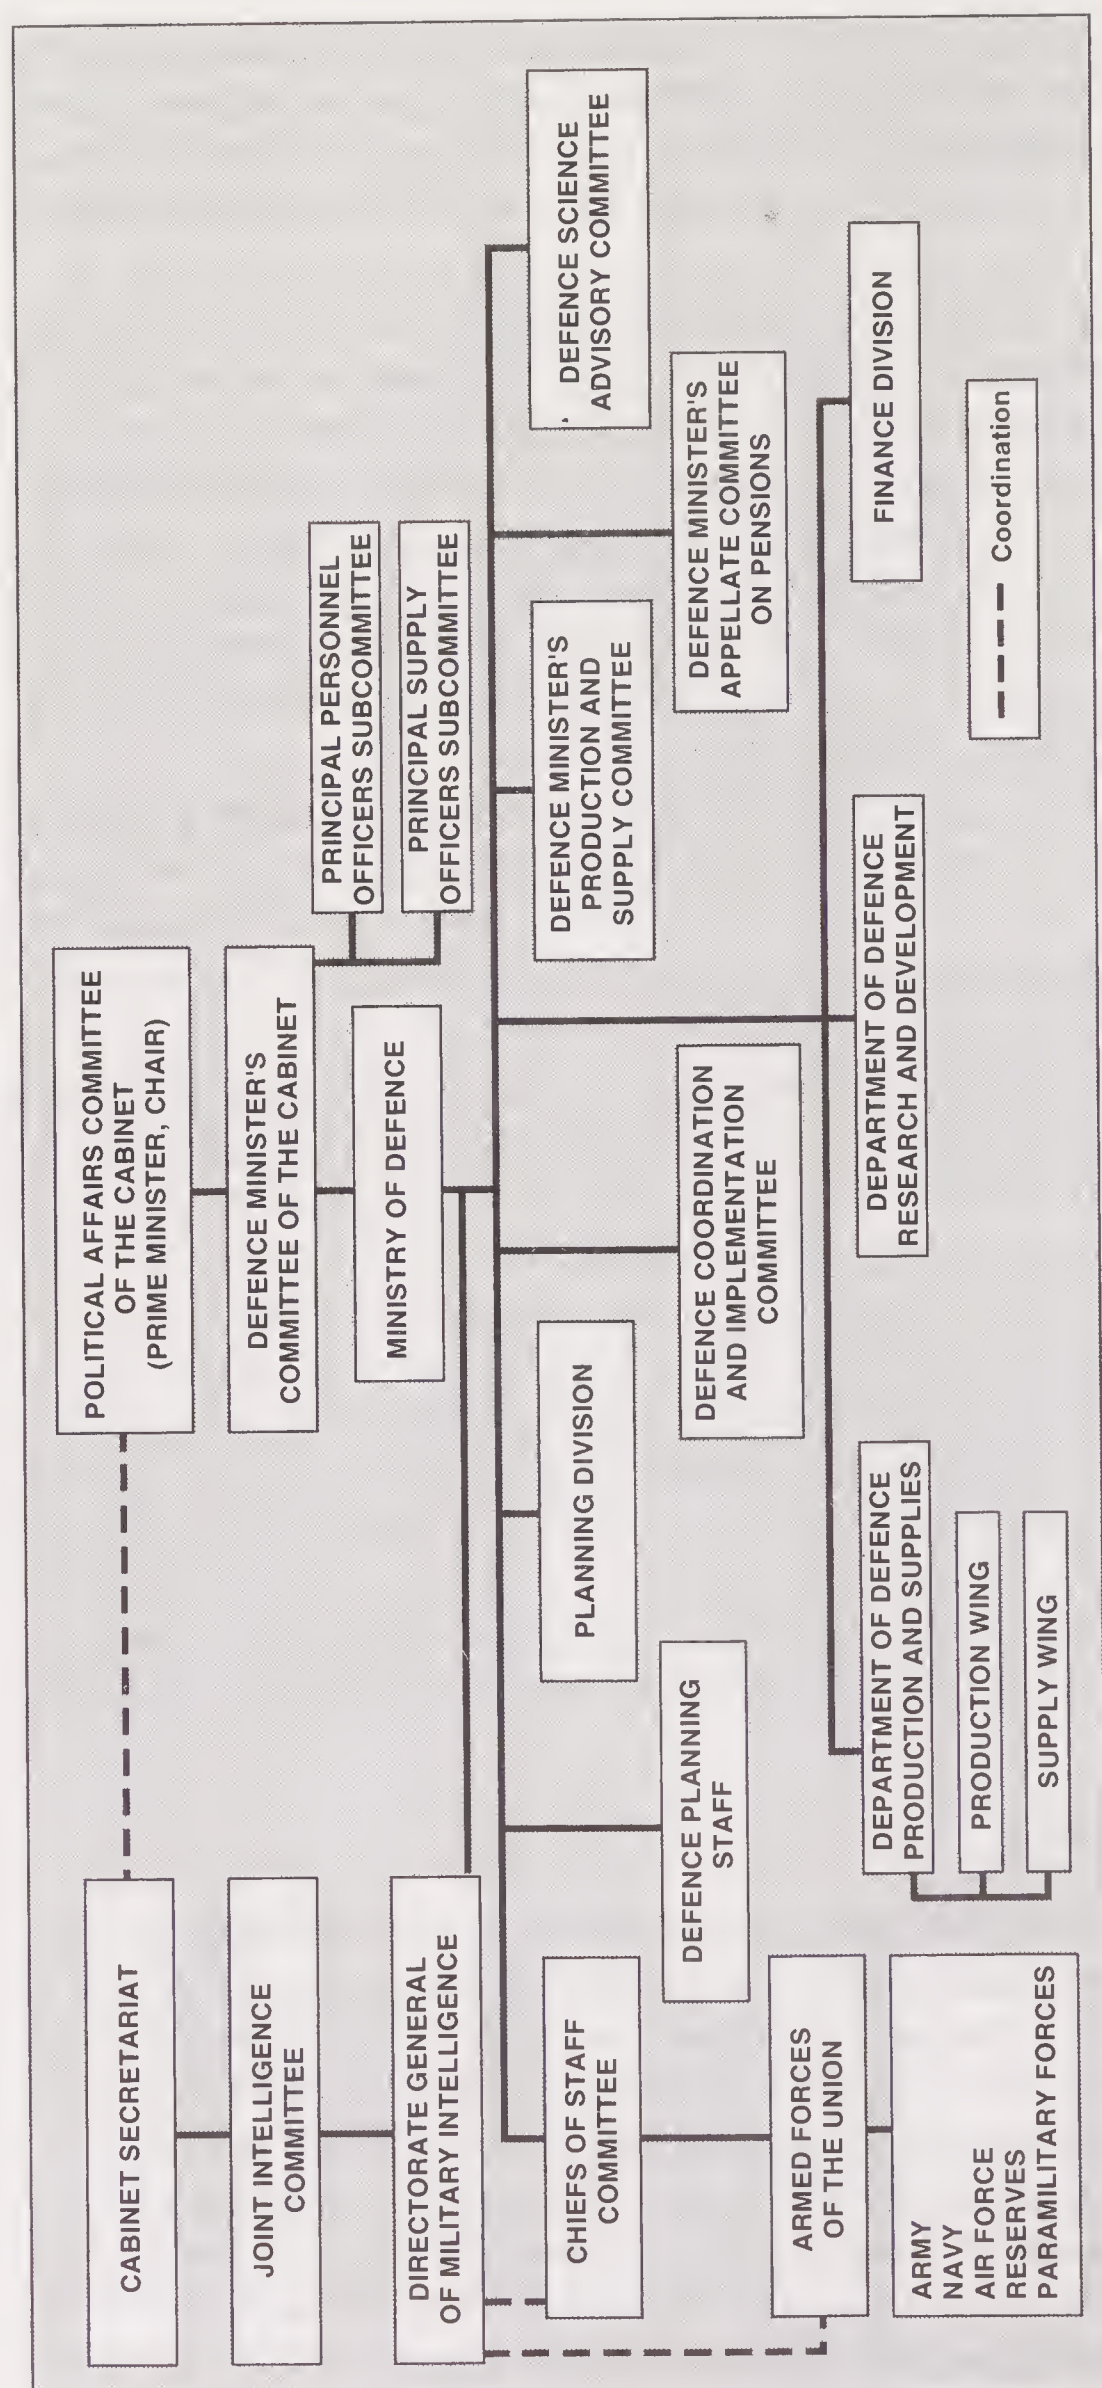 POLITICAL AFFAIRS COMMITTEE
OF THE CABINET
(PRIME MINISTER, CHAIR)
CABINET SECRETARIAT
DEFENCE MINISTER'S
COMMITTEE OF THE CABINET
JOINT INTELLIGENCE
COMMITTEE
PRINCIPAL PERSONNEL
OFFICERS SUBCOMMITTEE
PRINCIPAL SUPPLY
OFFICERS SUBCOMMITTEE
MINISTRY OF DEFENCE
DIRECTORATE GENERAL
OF MILITARY INTELLIGENCE
CHIEFS OF STAFF
COMMITTEE
PLANNING DIVISION
DEFENCE MINISTER'S
PRODUCTION AND
SUPPLY COMMITTEE
DEFENCE SCIENCE
ADVISORY COMMITTEE
DEFENCE PLANNING
STAFF
DEFENCE COORDINATION
AND IMPLEMENTATION
COMMITTEE
DEFENCE MINISTER'S
APPELLATE COMMITTEE
ON PENSIONS
ARMED FORCES
OF THE UNION
ARMY
NAVY
AIR FORCE
RESERVES
PARAMILITARY FORCES
DEPARTMENT OF DEFENCE
PRODUCTION AND SUPPLIES
PRODUCTION WING
SUPPLY WING
DEPARTMENT OF DEFENCE
RESEARCH AND DEVELOPMENT
FINANCE DIVISION
Coordination